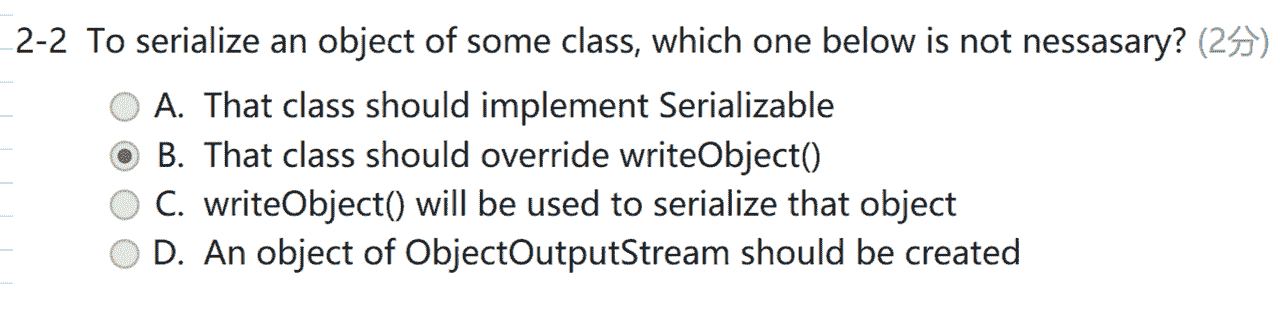 2-2 To serialize an object of some class, which one below is not nessasary? (2分)
A. That class should implement Serializable
B. That class should override writeObject()
C. writeObject() will be used to serialize that object
D. An object of ObjectOutputStream should be created